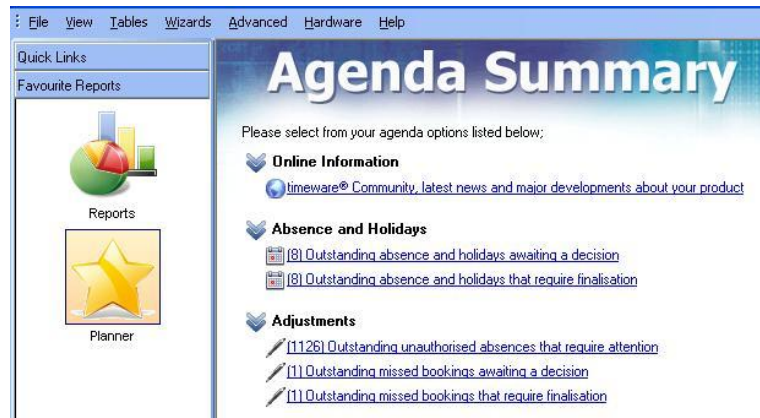 File View Tables Wizards Advanced Hardware Help
Quick Links
Favourite Reports
Reports
Planner
Agenda Summary
Please select from your agenda options listed below;
Online Information
timeware® Community, latest news and major developments about your product
Absence and Holidays
(8) Outstanding absence and holidays awaiting a decision
(8) Outstanding absence and holidays that require finalisation
Adjustments
(1126) Outstanding unauthorised absences that require attention
(1) Outstanding missed bookings awaiting a decision
(1) Outstanding missed bookings that require finalisation